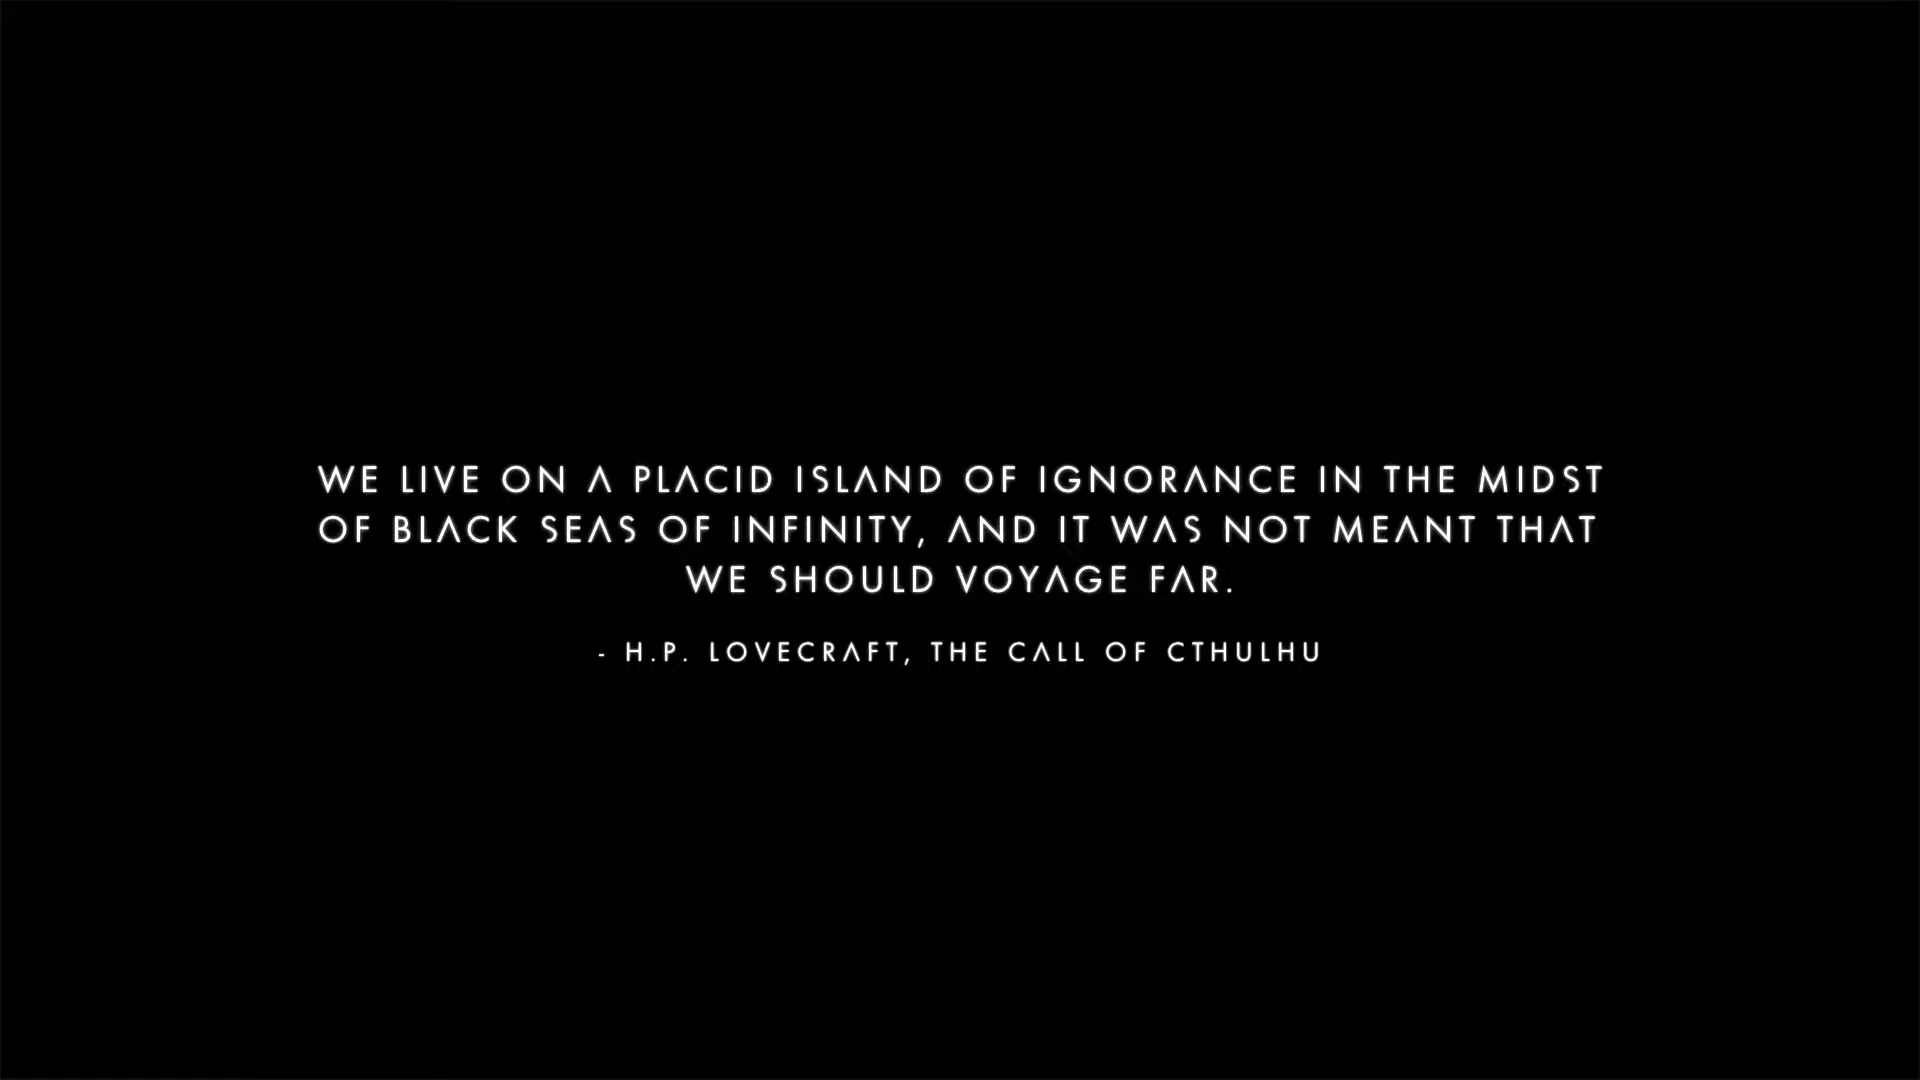 WE LIVE ON A PLACID ISLAND OF IGNORANCE IN THE MIDST
OF BLACK SEAS OF INFINITY, AND IT WAS NOT MEANT THAT
WE SHOULD VOYAGE FAR.
- H.P. LOVECRAFT, THE CALL OF CTHULHU